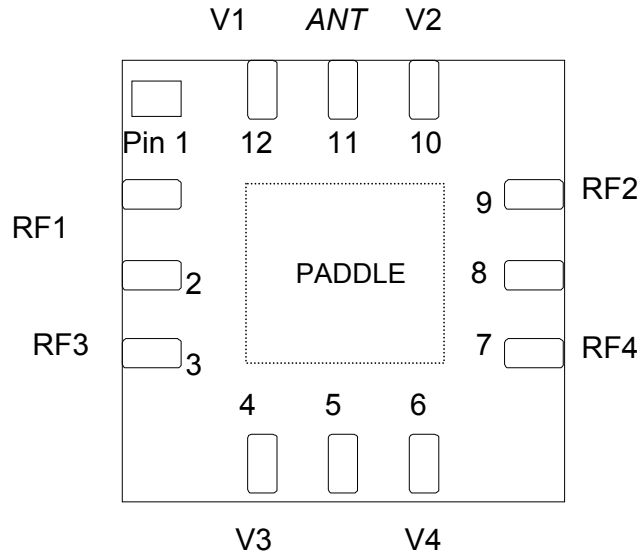 V1 ANT V2
Pin 1 12 11 10
RF1 9 RF2
2 PADDLE 8
RF3 3 7 RF4
4 5 6
V3 V4